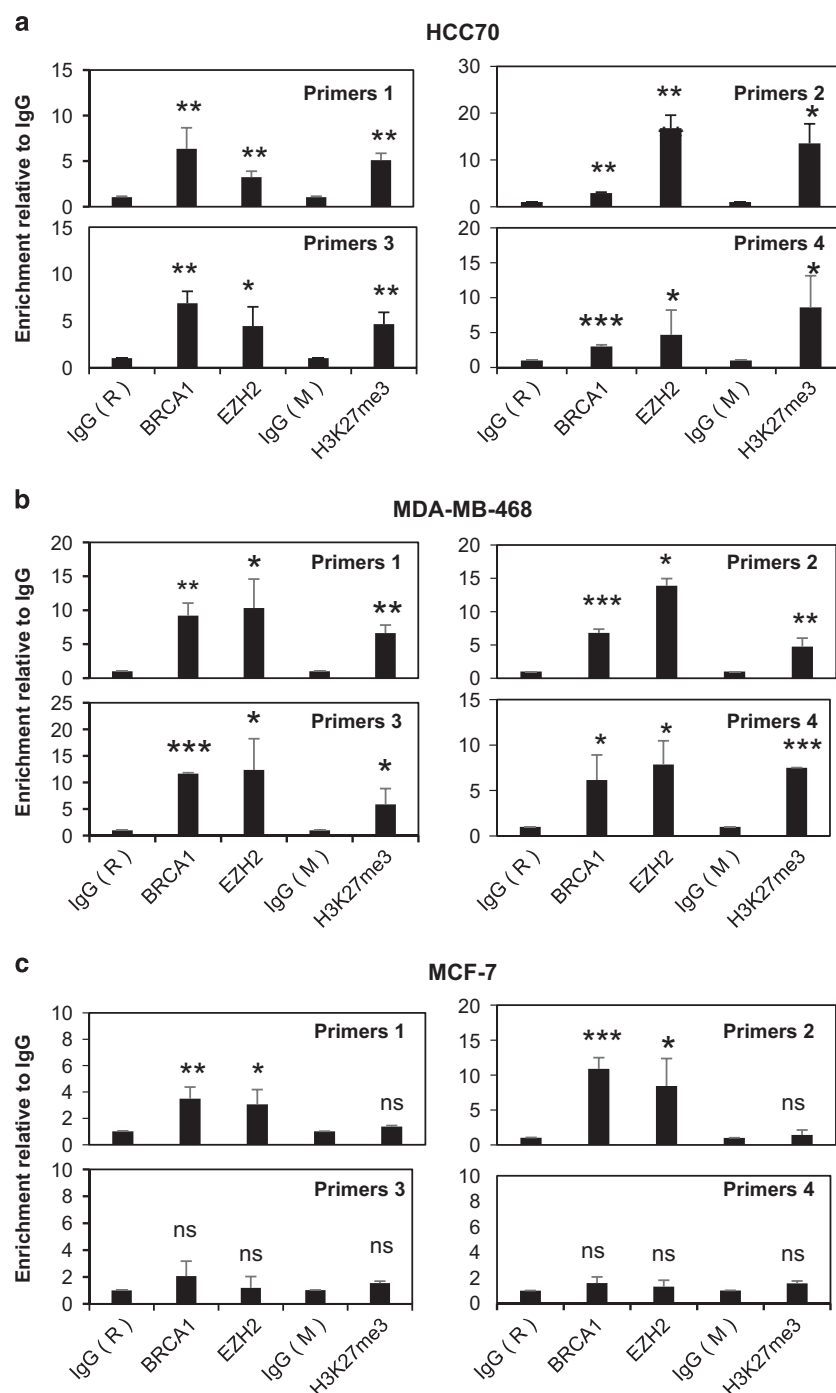 a
HCC70
Enrichment relative to IgG
15
10
5
0
Primers 1
**
**
**
30
20
10
0
Primers 2
**
**
**
*
15
10
5
0
Primers 3
**
*
**
20
15
10
5
0
Primers 4
***
*
*
IgG ( R )
BRCA1
EZH2
IgG ( M )
H3K27me3
IgG ( R )
BRCA1
EZH2
IgG ( M )
H3K27me3
b
MDA-MB-468
Enrichment relative to IgG
20
15
10
5
0
Primers 1
**
*
**
20
15
10
5
0
Primers 2
***
*
**
25
20
15
10
5
0
Primers 3
***
*
*
15
10
5
0
Primers 4
*
*
***
IgG ( R )
BRCA1
EZH2
IgG ( M )
H3K27me3
IgG ( R )
BRCA1
EZH2
IgG ( M )
H3K27me3
c
MCF-7
Enrichment relative to IgG
10
8
6
4
2
0
Primers 1
**
*
ns
20
15
10
5
0
Primers 2
***
*
ns
10
8
6
4
2
0
Primers 3
ns
ns
ns
10
8
6
4
2
0
Primers 4
ns
ns
ns
IgG ( R )
BRCA1
EZH2
IgG ( M )
H3K27me3
IgG ( R )
BRCA1
EZH2
IgG ( M )
H3K27me3